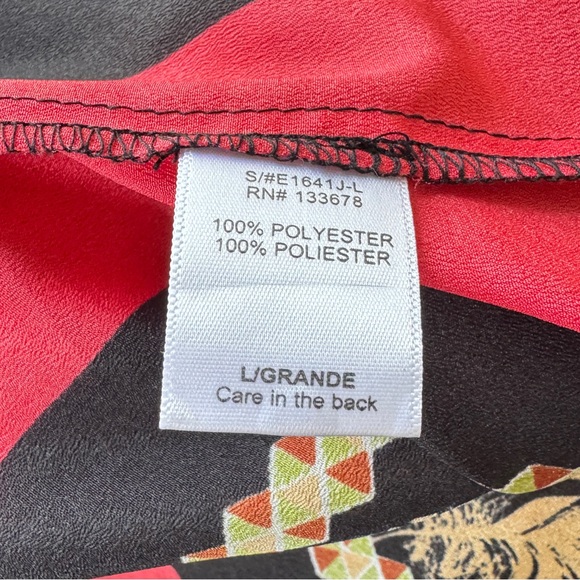 S/#E1641J-L
RN# 133678
100% POLYESTER
100% POLIESTER
L/GRANDE
Care in the back